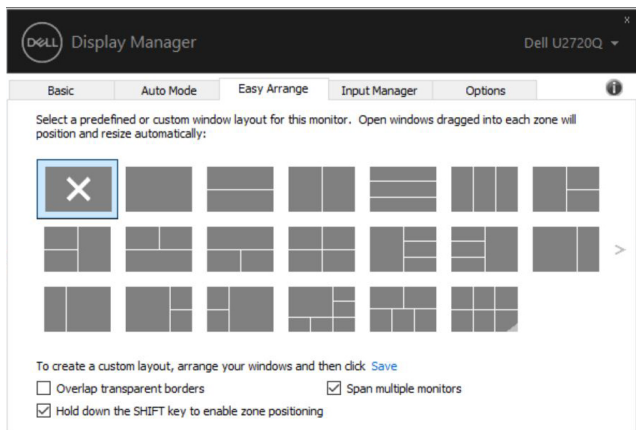 x
DELL Display Manager
Dell U2720Q
Basic Auto Mode Easy Arrange Input Manager Options
Select a predefined or custom window layout for this monitor. Open windows dragged into each zone will
position and resize automatically:
To create a custom layout, arrange your windows and then click Save
Overlap transparent borders Span multiple monitors
Hold down the SHIFT key to enable zone positioning